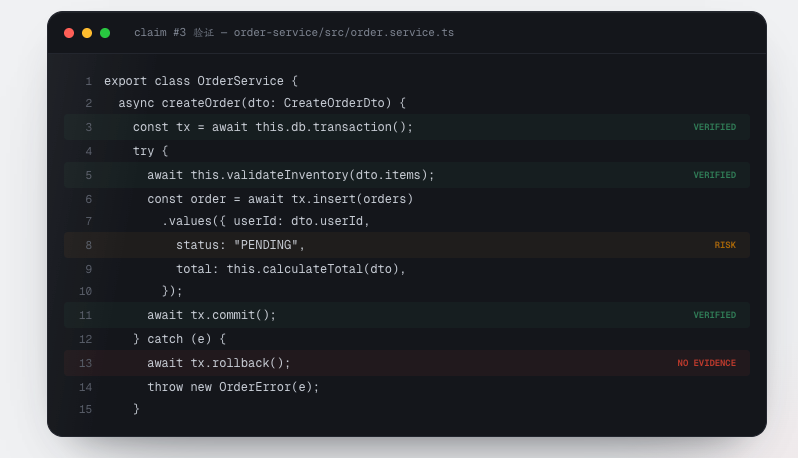 claim #3 验证 — order-service/src/order.service.ts
1 export class OrderService {
2 async createOrder(dto: CreateOrderDto) {
3 const tx = await this.db.transaction(); VERIFIED
4 try {
5 await this.validateInventory(dto.items); VERIFIED
6 const order = await tx.insert(orders)
7 .values({ userId: dto.userId,
8 status: "PENDING", RISK
9 total: this.calculateTotal(dto),
10 });
11 await tx.commit(); VERIFIED
12 } catch (e) {
13 await tx.rollback(); NO EVIDENCE
14 throw new OrderError(e);
15 }